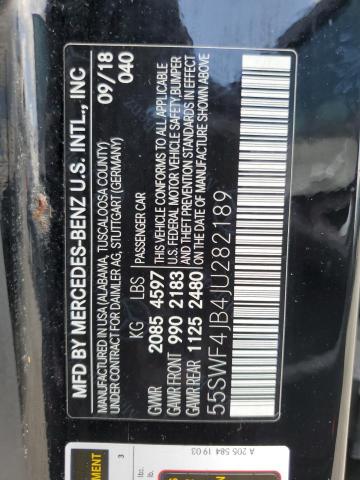 MFD BY MERCEDES-BENZ U.S. INTL., INC
MANUFACTURED IN USA (ALABAMA, TUSCALOOSA COUNTY)
CONSTRUCTED FOR DAIMLER AG, STUTTGART (GERMANY)
09/18
040
KG LBS
GVWR 2085 4597
GAWR FRONT 990 2183
GAWR REAR 1125 2480
PASSENGER CAR
THIS VEHICLE CONFORMS TO ALL APPLICABLE
U.S. FEDERAL MOTOR VEHICLE SAFETY, BUMPER
AND THEFT PREVENTION STANDARDS IN EFFECT
ON THE DATE OF MANUFACTURE SHOWN ABOVE
55SWF4JB4JU282189
A 205 584 19 03
3